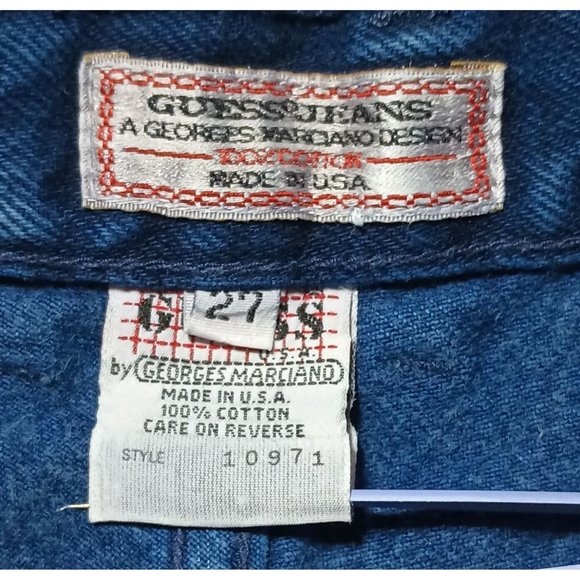 GUESS JEANS
A GEORGES MARCIANO DESIGN
100% COTTON
MADE IN U.S.A.
27
G S
U.S.A.
by GEORGES MARCIANO
MADE IN U.S.A.
100% COTTON
CARE ON REVERSE
STYLE 10971